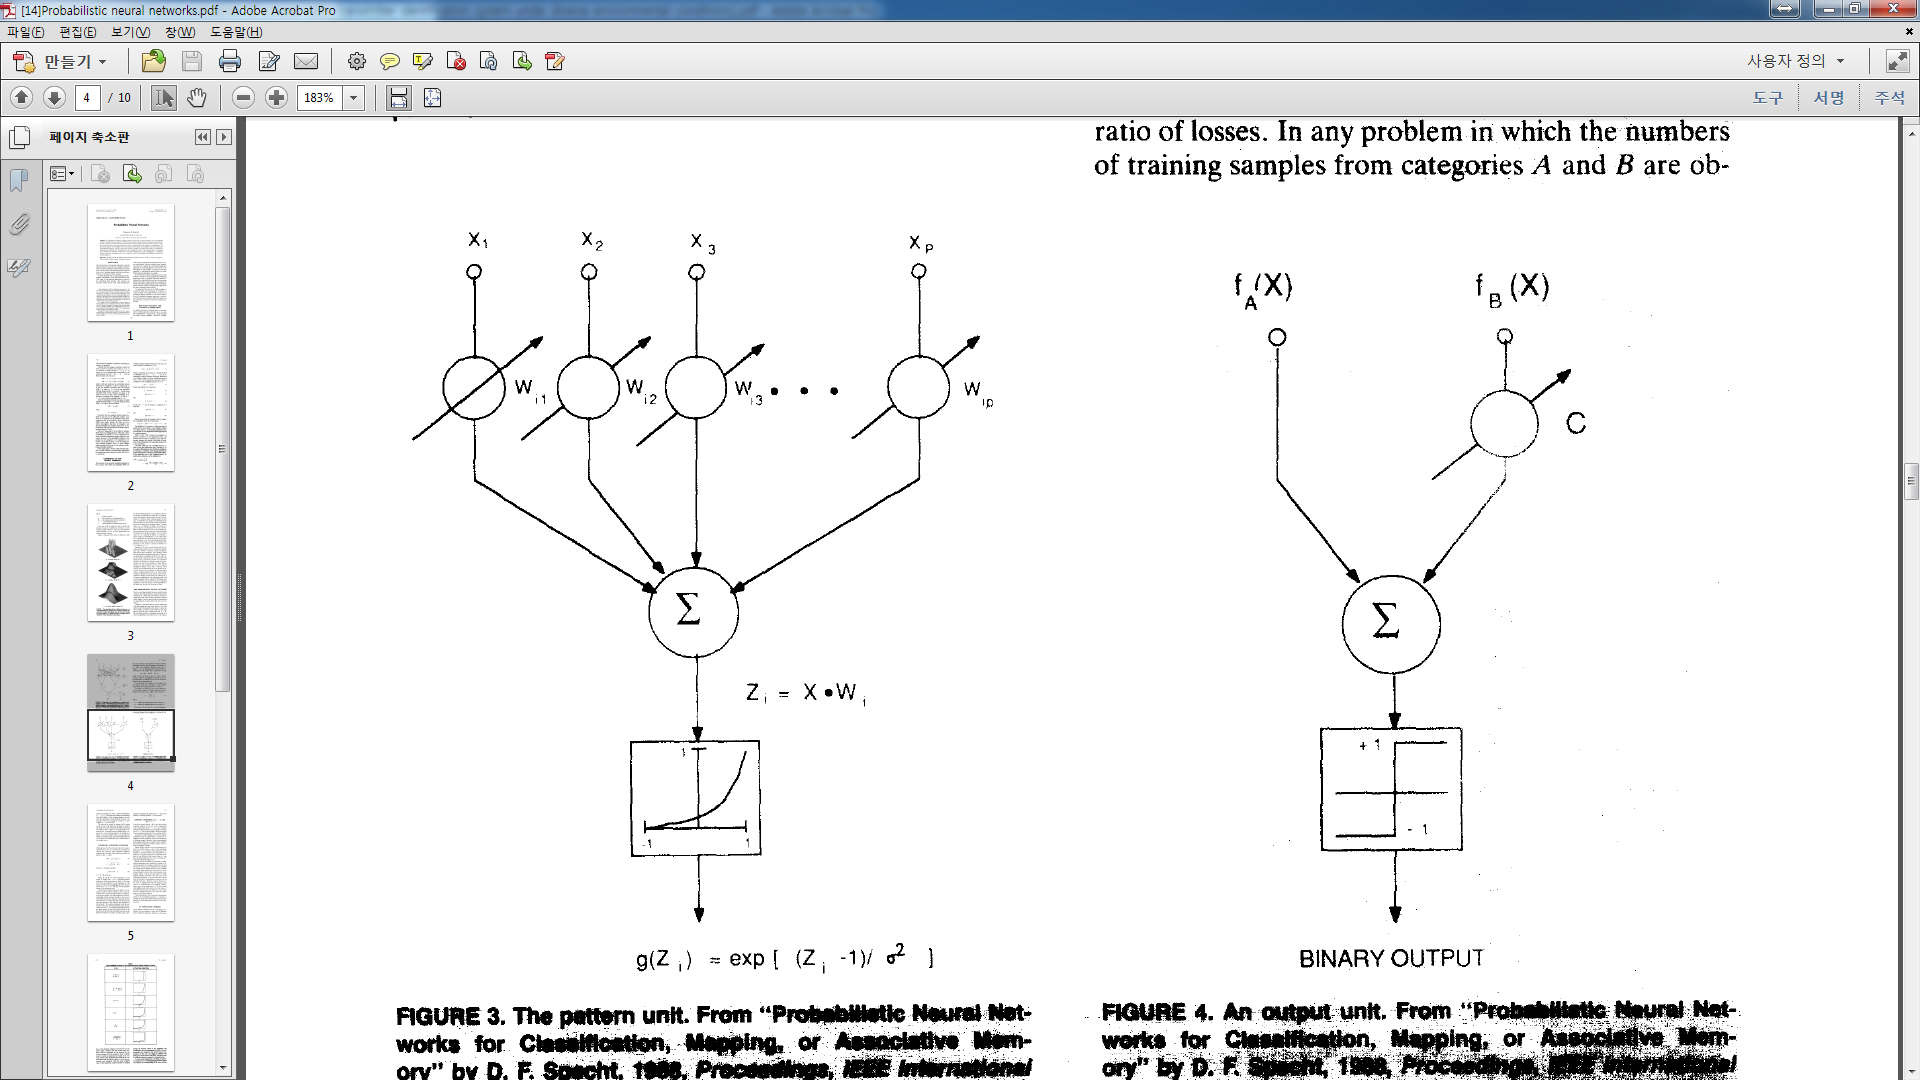 [14]Probabilistic neural networks.pdf - Adobe Acrobat Pro
파일(F) 편집(E) 보기(V) 창(W) 도움말(H)
만들기
사용자 정의
4 / 10
183%
도구 서명 주석
페이지 축소판
1
2
3
4
5
ratio of losses. In any problem in which the numbers
of training samples from categories A and B are ob-
X1 X2 X3 Xp
Wi1 Wi2 Wi3 • • • Wip
Σ
Zi = X•Wi
1
-1 1
g(Zi) = exp[ (Zi -1)/ σ2 ]
FIGURE 3. The pattern unit. From “Probabilistic Neural Net-
works for Classification, Mapping, or Associative Mem-
ory” by D. F. Specht, 1988, Proceedings, IEEE International
fA(X) fB(X)
C
Σ
+ 1
- 1
BINARY OUTPUT
FIGURE 4. An output unit. From “Probabilistic Neural Net-
works for Classification, Mapping, or Associative Mem-
ory” by D. F. Specht, 1988, Proceedings, IEEE International